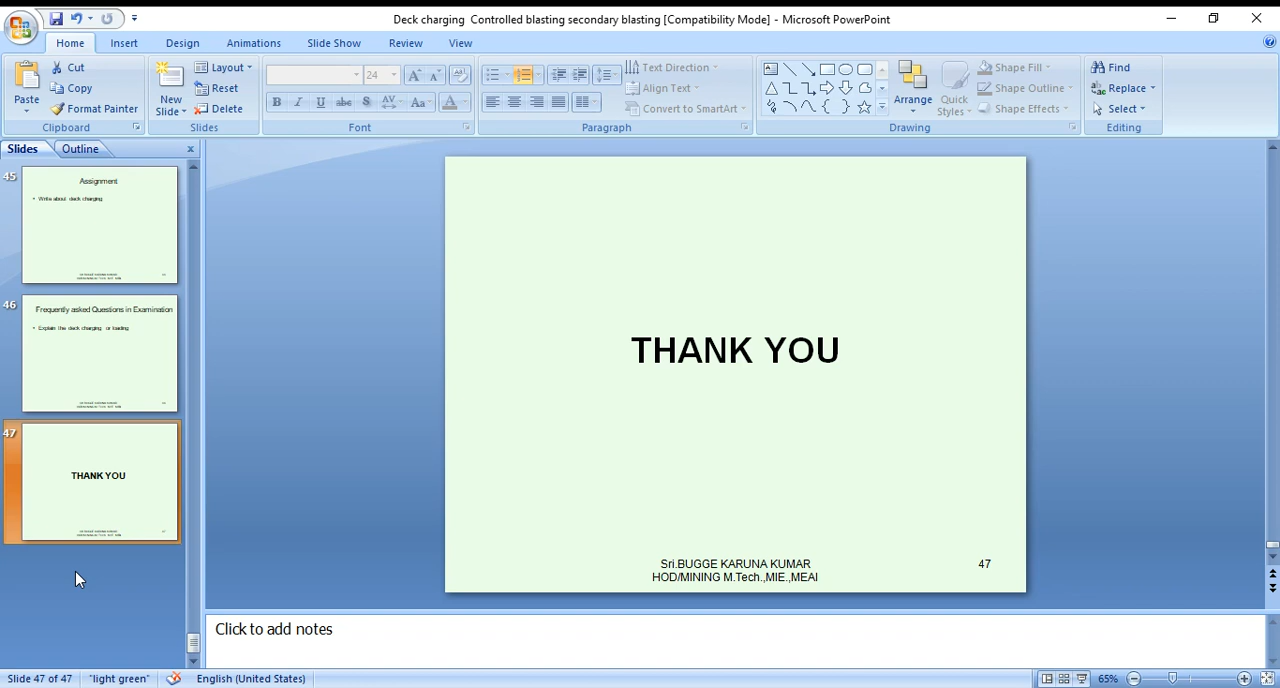 Deck charging  Controlled blasting secondary blasting [Compatibility Mode] - Microsoft PowerPoint
Home Insert Design Animations Slide Show Review View
Paste Cut Copy Format Painter
Clipboard
New Slide Layout Reset Delete
Slides
24
B I U abc S AV Aa A
Font
Text Direction Align Text Convert to SmartArt
Paragraph
Arrange Quick Styles Shape Fill Shape Outline Shape Effects
Drawing
Find Replace Select
Editing
Slides Outline
45
Assignment
• Write about deck charging
46
Frequently asked Questions in Examination
• Explain the deck charging or loading
47
THANK YOU
THANK YOU
Sri.BUGGE KARUNA KUMAR
HOD/MINING M.Tech.,MIE.,MEAI
47
Click to add notes
Slide 47 of 47 "light green" English (United States) 65%